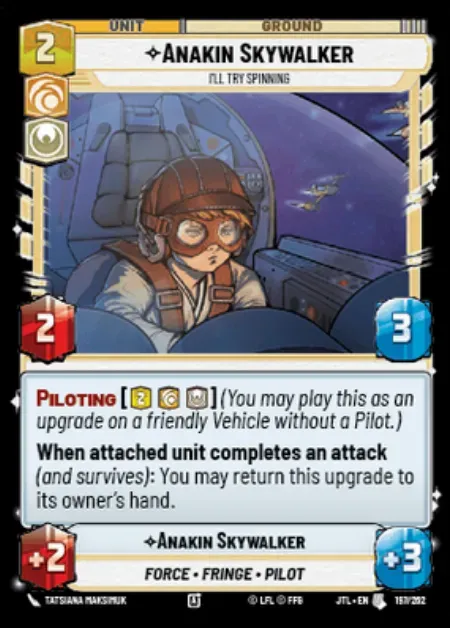 UNIT GROUND
2 ✧ANAKIN SKYWALKER
I'LL TRY SPINNING
2 3
PILOTING [2] (You may play this as an
upgrade on a friendly Vehicle without a Pilot.)
When attached unit completes an attack
(and survives): You may return this upgrade to
its owner's hand.
+2 ✧ANAKIN SKYWALKER +3
FORCE • FRINGE • PILOT
TATSIANA MAKSIMUK A © LFL © FFG JTL • EN 197/262